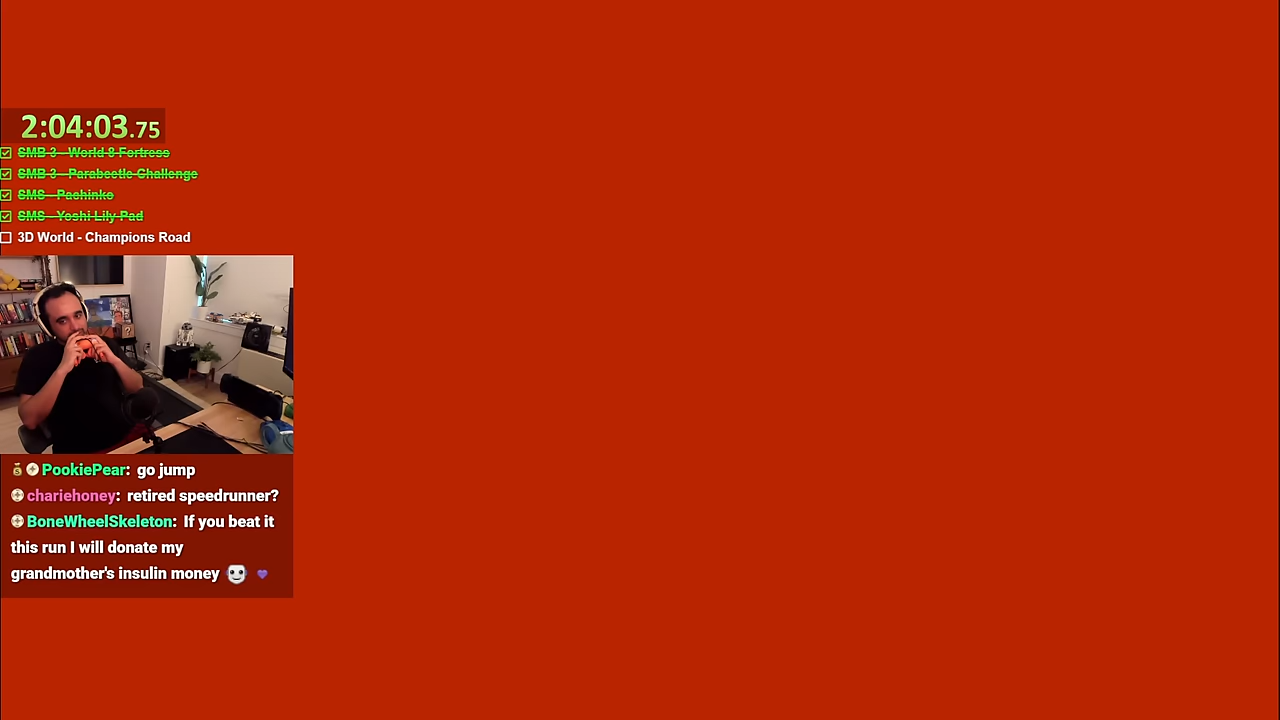 2:04:03.75
SMB 3 - World 8 Fortress
SMB 3 - Parabeetle Challenge
SMS - Pachinko
SMS - Yoshi Lily Pad
3D World - Champions Road
PookiePear: go jump
chariehoney: retired speedrunner?
BoneWheelSkeleton: If you beat it
this run I will donate my
grandmother's insulin money